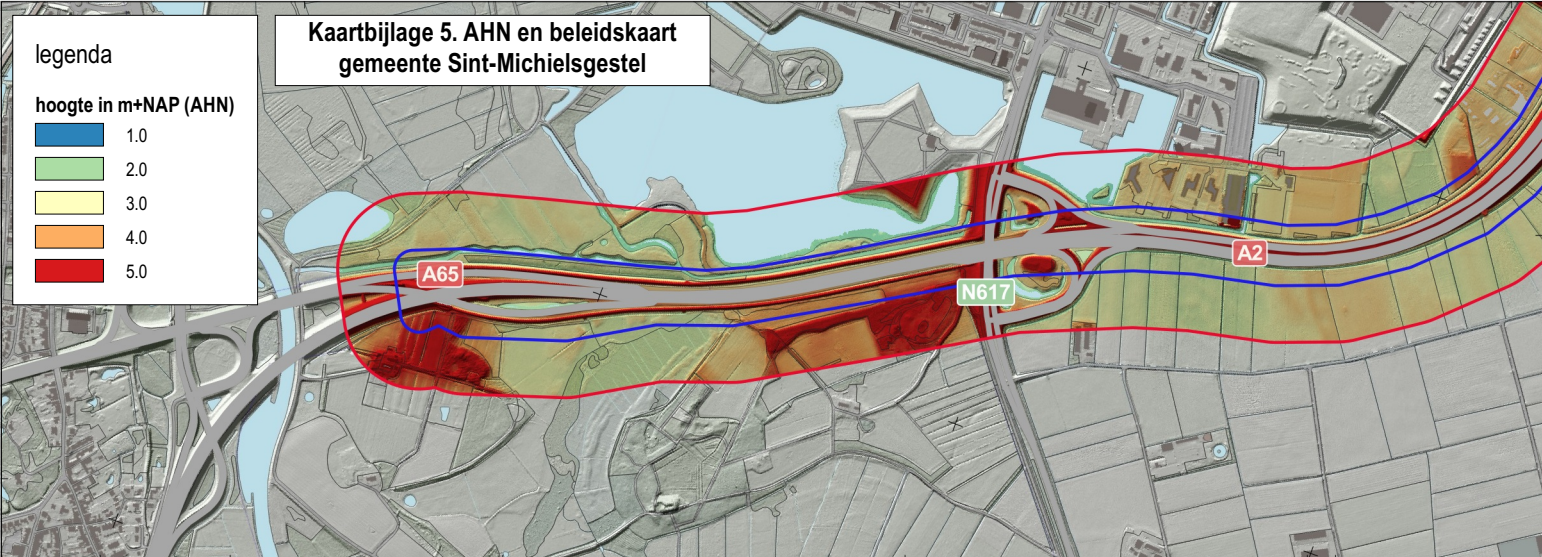 Kaartbijlage 5. AHN en beleidskaart
gemeente Sint-Michielsgestel
legenda
hoogte in m+NAP (AHN)
1.0
2.0
3.0
4.0
5.0
A65
N617
A2